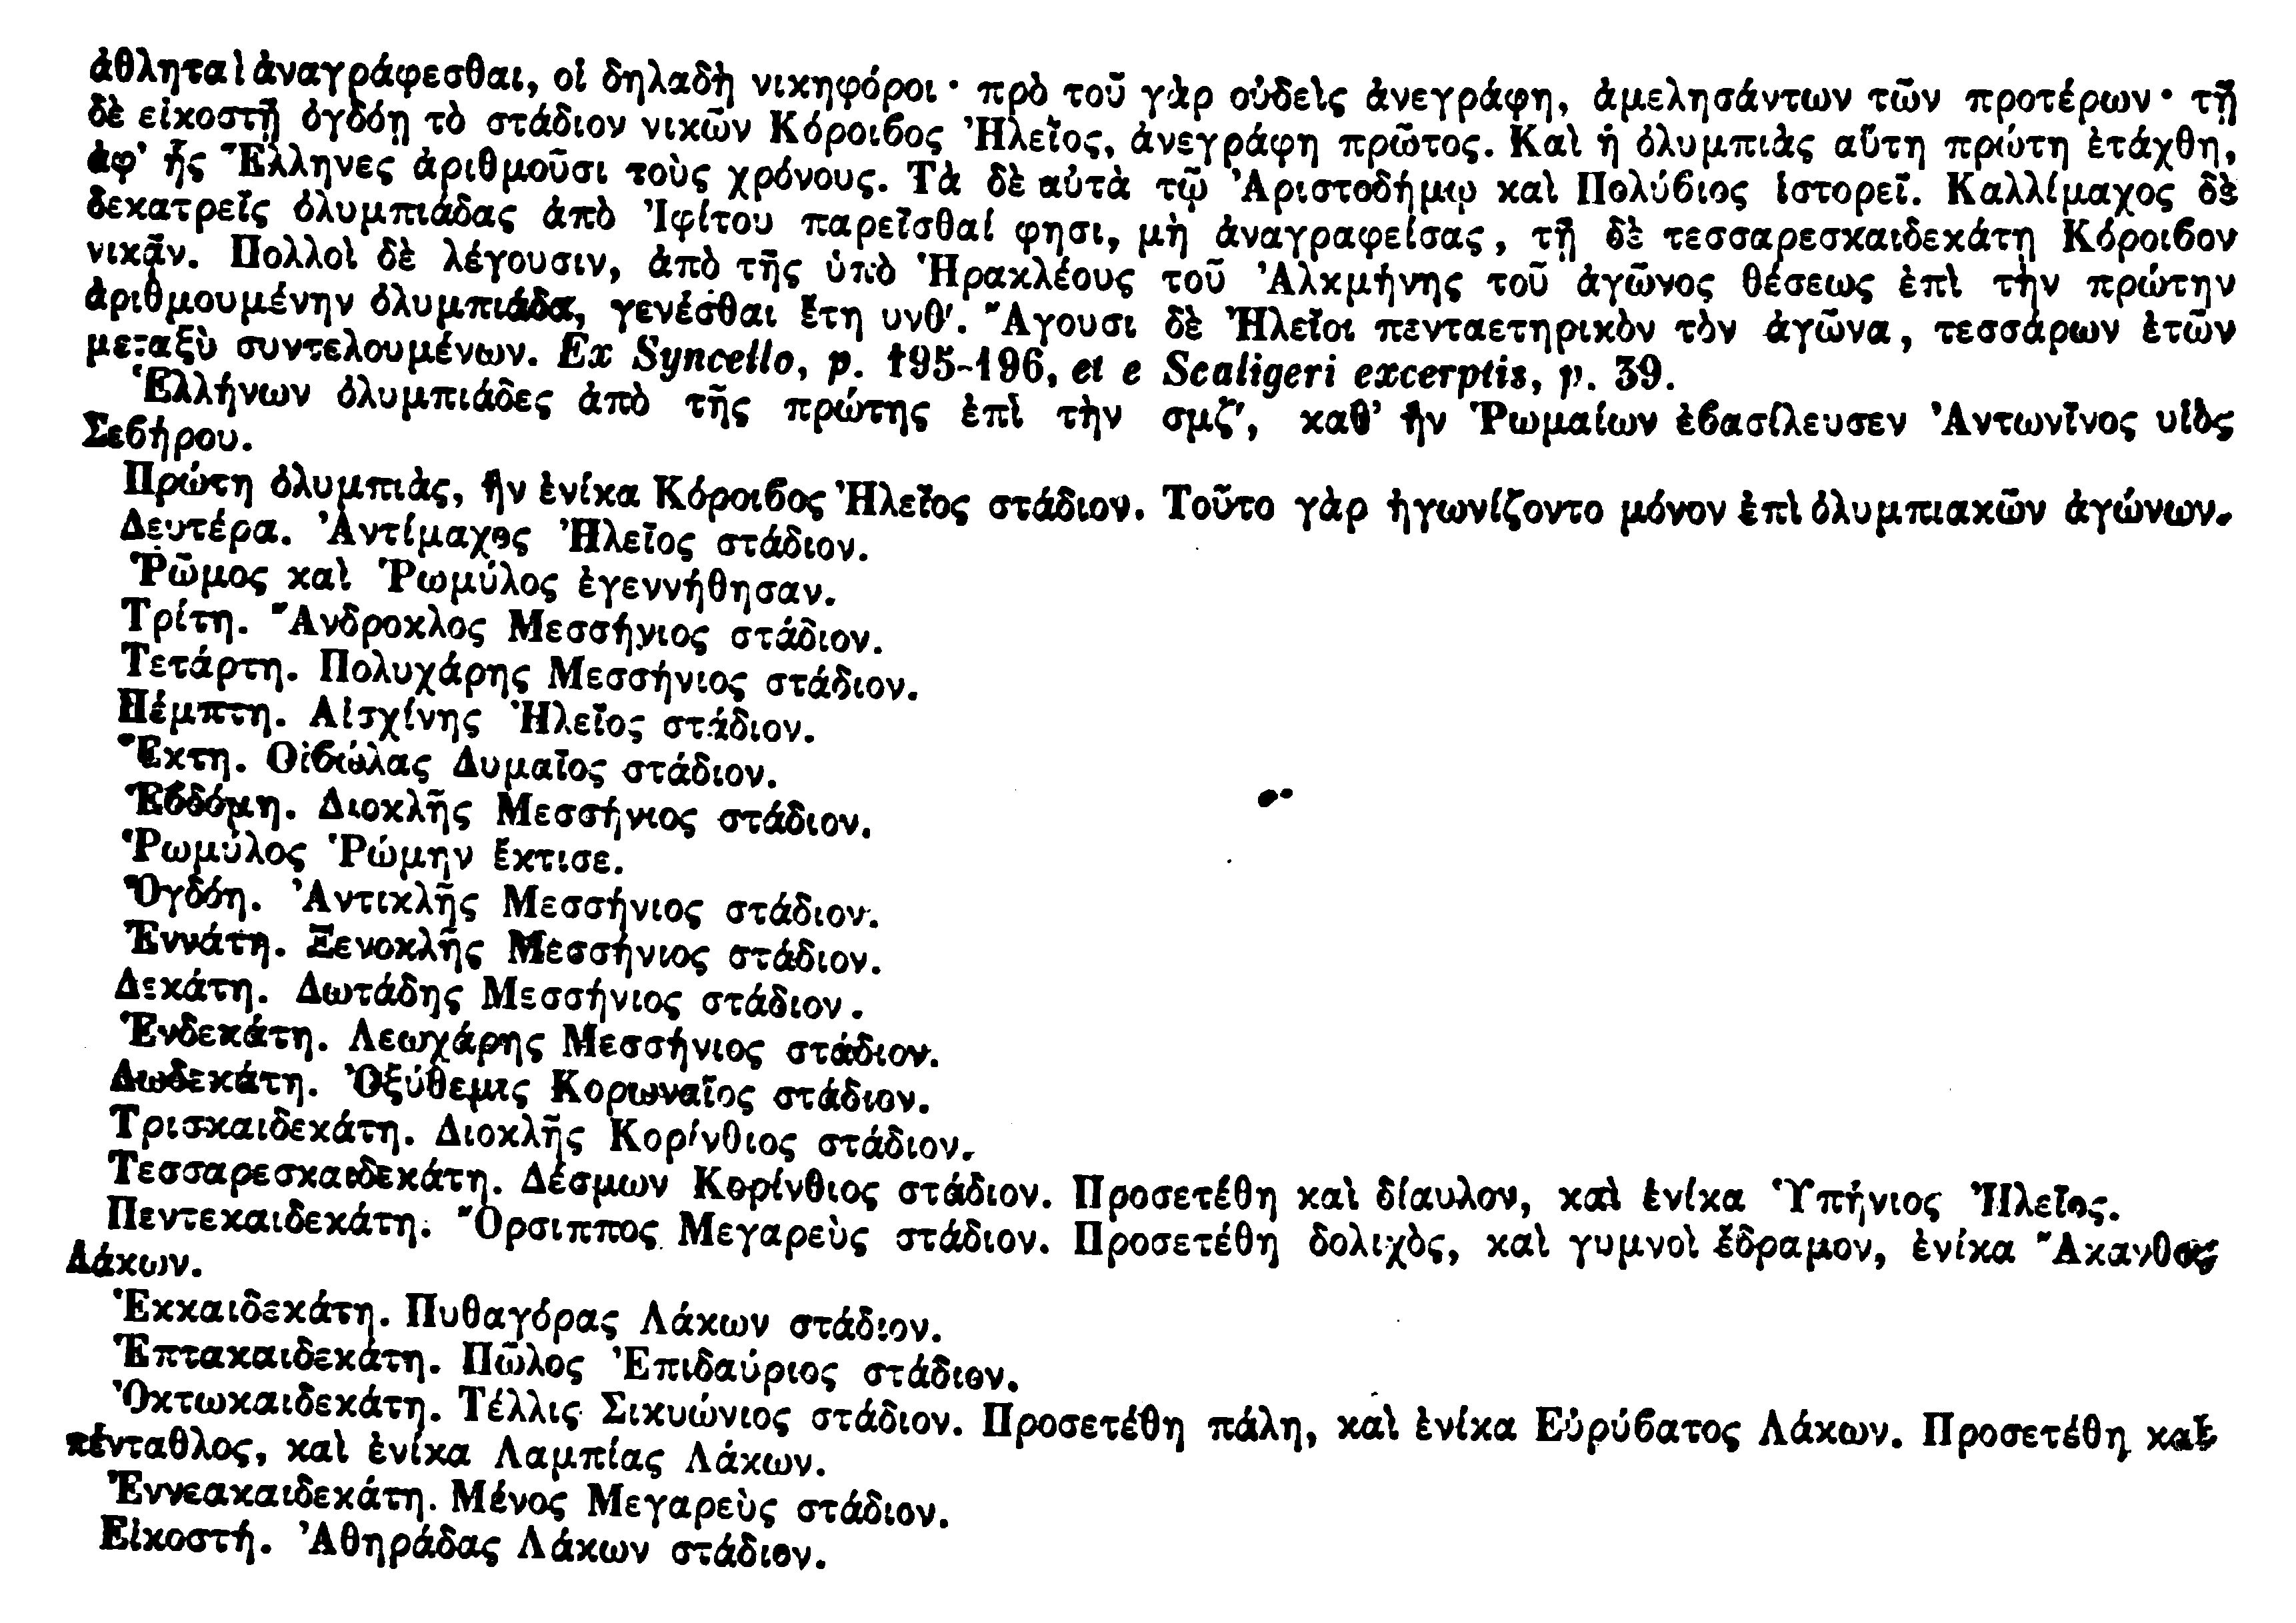 ἀθληταὶ ἀναγράφεσθαι, οἱ δηλαδὴ νικηφόροι · πρὸ τοῦ γὰρ οὐδεὶς ἀνεγράφη, ἀμελησάντων τῶν προτέρων · τῇ
δὲ εἰκοστῇ ὀγδόῃ τὸ στάδιον νικῶν Κόροιϐος Ἠλεῖος, ἀνεγράφη πρῶτος. Καὶ ἡ ὀλυμπιὰς αὕτη πρώτη ἐτάχθη,
ἀφ' ἧς Ἕλληνες ἀριθμοῦσι τοὺς χρόνους. Τὰ δὲ αὐτὰ τῷ Ἀριστοδήμῳ καὶ Πολύϐιος ἱστορεῖ. Καλλίμαχος δὲ
δεκατρεῖς ὀλυμπιάδας ἀπὸ Ἰφίτου παρεῖσθαί φησι, μὴ ἀναγραφείσας, τῇ δὲ τεσσαρεσκαιδεκάτῃ Κόροιϐον
νικᾷν. Πολλοὶ δὲ λέγουσιν, ἀπὸ τῆς ὑπὸ Ἡρακλέους τοῦ Ἀλκμήνης τοῦ ἀγῶνος θέσεως ἐπὶ τὴν πρώτην
ἀριθμουμένην ὀλυμπιάδα, γενέσθαι ἔτη υνθ'. Ἄγουσι δὲ Ἠλεῖοι πενταετηρικὸν τὸν ἀγῶνα, τεσσάρων ἐτῶν
μεταξὺ συντελουμένων. Ex Syncello, p. 195-196, et e Scaligeri excerptis, p. 39.
Ἑλλήνων ὀλυμπιάδες ἀπὸ τῆς πρώτης ἐπὶ τὴν σμζ', καθ' ἣν Ῥωμαίων ἐϐασίλευσεν Ἀντωνῖνος υἱὸς
Σεϐήρου.
Πρώτη ὀλυμπιὰς, ἣν ἐνίκα Κόροιϐος Ἠλεῖος στάδιον. Τοῦτο γὰρ ἠγωνίζοντο μόνον ἐπὶ ὀλυμπιακῶν ἀγώνων.
Δευτέρα. Ἀντίμαχος Ἠλεῖος στάδιον.
Ῥῶμος καὶ Ῥωμύλος ἐγεννήθησαν.
Τρίτη. Ἄνδροκλος Μεσσήνιος στάδιον.
Τετάρτη. Πολυχάρης Μεσσήνιος στάδιον.
Πέμπτη. Αἰσχίνης Ἠλεῖος στάδιον.
Ἕκτη. Οἰϐώλας Δυμαῖος στάδιον.
Ἑϐδόμη. Διοκλῆς Μεσσήνιος στάδιον.
Ῥωμύλος Ῥώμην ἔκτισε.
Ὀγδόη. Ἀντικλῆς Μεσσήνιος στάδιον.
Ἐννάτη. Ξενοκλῆς Μεσσήνιος στάδιον.
Δεκάτη. Δωτάδης Μεσσήνιος στάδιον.
Ἑνδεκάτη. Λεωχάρης Μεσσήνιος στάδιον.
Δωδεκάτη. Ὀξύθεμις Κορωναῖος στάδιον.
Τρισκαιδεκάτη. Διοκλῆς Κορίνθιος στάδιον.
Τεσσαρεσκαιδεκάτη. Δέσμων Κορίνθιος στάδιον. Προσετέθη καὶ δίαυλον, καὶ ἐνίκα Ὑπήνιος Ἠλεῖος.
Πεντεκαιδεκάτη. Ὄρσιππος Μεγαρεὺς στάδιον. Προσετέθη δολιχὸς, καὶ γυμνοὶ ἔδραμον, ἐνίκα Ἄκανθος
Λάκων.
Ἑκκαιδεκάτη. Πυθαγόρας Λάκων στάδιον.
Ἑπτακαιδεκάτη. Πῶλος Ἐπιδαύριος στάδιον.
Ὀκτωκαιδεκάτη. Τέλλις Σικυώνιος στάδιον. Προσετέθη πάλη, καὶ ἐνίκα Εὐρύϐατος Λάκων. Προσετέθη καὶ
πένταθλος, καὶ ἐνίκα Λαμπίας Λάκων.
Ἐννεακαιδεκάτη. Μένος Μεγαρεὺς στάδιον.
Εἰκοστή. Ἀθηράδας Λάκων στάδιον.